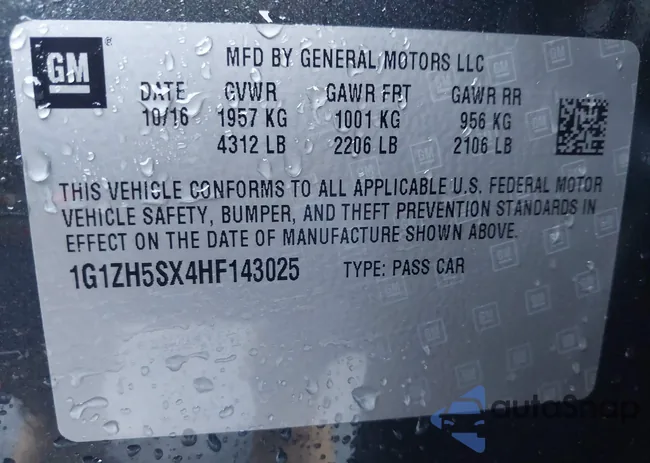 GM
MFD BY GENERAL MOTORS LLC
DATE GVWR GAWR FRT GAWR RR
10/16 1957 KG 1001 KG 956 KG
4312 LB 2206 LB 2106 LB
THIS VEHICLE CONFORMS TO ALL APPLICABLE U.S. FEDERAL MOTOR
VEHICLE SAFETY, BUMPER, AND THEFT PREVENTION STANDARDS IN
EFFECT ON THE DATE OF MANUFACTURE SHOWN ABOVE.
1G1ZH5SX4HF143025 TYPE: PASS CAR
autoSnap